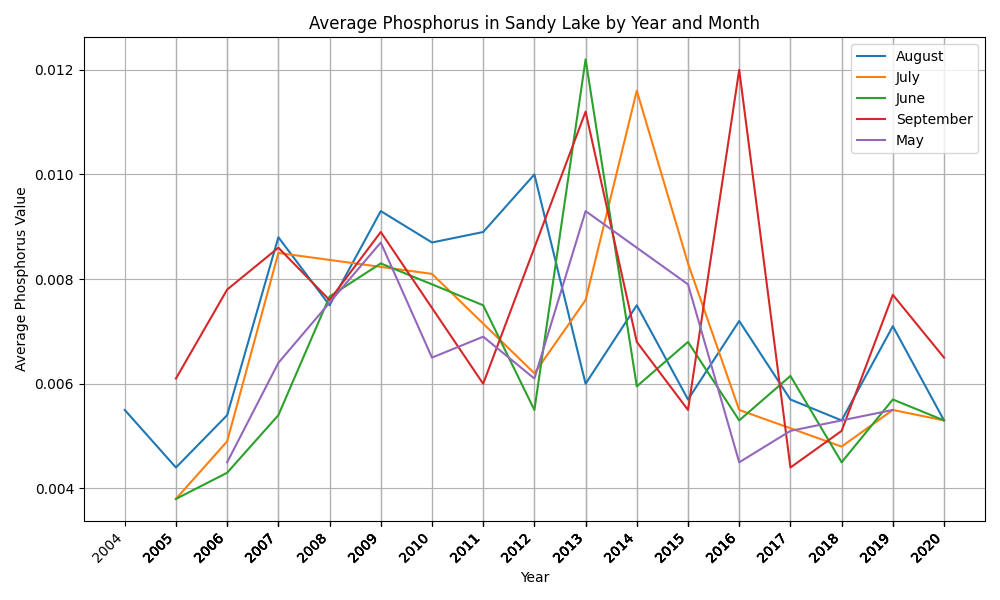 Average Phosphorus in Sandy Lake by Year and Month
August
July
June
September
May
0.012
0.010
0.008
0.006
0.004
Average Phosphorus Value
2004 2005 2006 2007 2008 2009 2010 2011 2012 2013 2014 2015 2016 2017 2018 2019 2020
Year